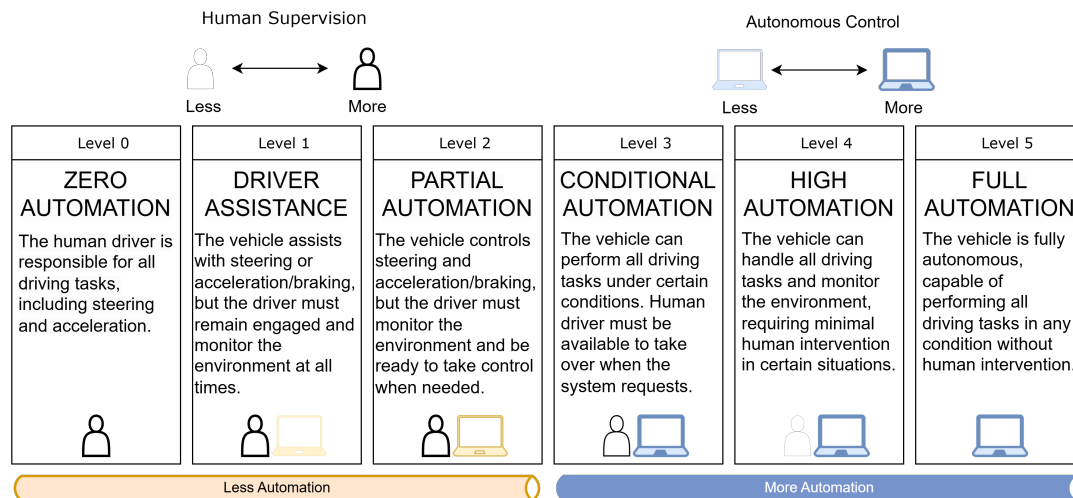 Human Supervision
Autonomous Control
Less
More
Less
More
Level 0
ZERO
AUTOMATION
The human driver is
responsible for all
driving tasks,
including steering
and acceleration.
Level 1
DRIVER
ASSISTANCE
The vehicle assists
with steering or
acceleration/braking,
but the driver must
remain engaged and
monitor the
environment at all
times.
Level 2
PARTIAL
AUTOMATION
The vehicle controls
steering and
acceleration/braking,
but the driver must
monitor the
environment and be
ready to take control
when needed.
Level 3
CONDITIONAL
AUTOMATION
The vehicle can
perform all driving
tasks under certain
conditions. Human
driver must be
available to take
over when the
system requests.
Level 4
HIGH
AUTOMATION
The vehicle can
handle all driving
tasks and monitor
the environment,
requiring minimal
human intervention
in certain situations.
Level 5
FULL
AUTOMATION
The vehicle is fully
autonomous,
capable of
performing all
driving tasks in any
condition without
human intervention.
Less Automation
More Automation